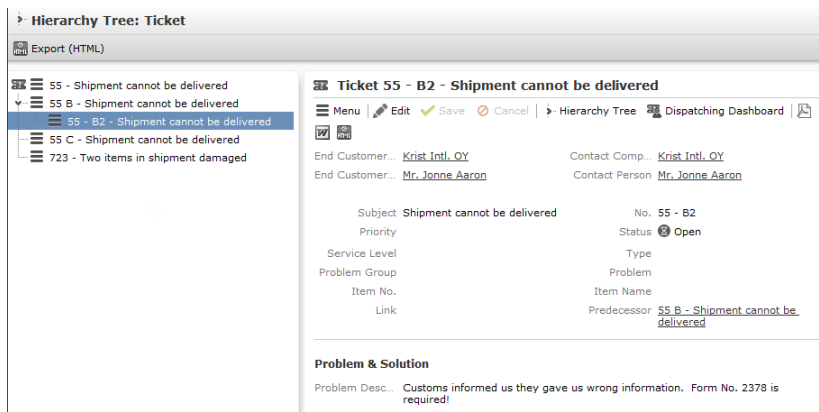 Hierarchy Tree: Ticket
Export (HTML)
55 - Shipment cannot be delivered
55 B - Shipment cannot be delivered
55 - B2 - Shipment cannot be delivered
55 C - Shipment cannot be delivered
723 - Two items in shipment damaged
Ticket 55 - B2 - Shipment cannot be delivered
Menu Edit Save Cancel Hierarchy Tree Dispatching Dashboard
End Customer... Krist Intl. OY Contact Comp... Krist Intl. OY
End Customer... Mr. Jonne Aaron Contact Person Mr. Jonne Aaron
Subject Shipment cannot be delivered No. 55 - B2
Priority Status Open
Service Level Type
Problem Group Problem
Item No. Item Name
Link Predecessor 55 B - Shipment cannot be
delivered
Problem & Solution
Problem Desc... Customs informed us they gave us wrong information. Form No. 2378 is
required!